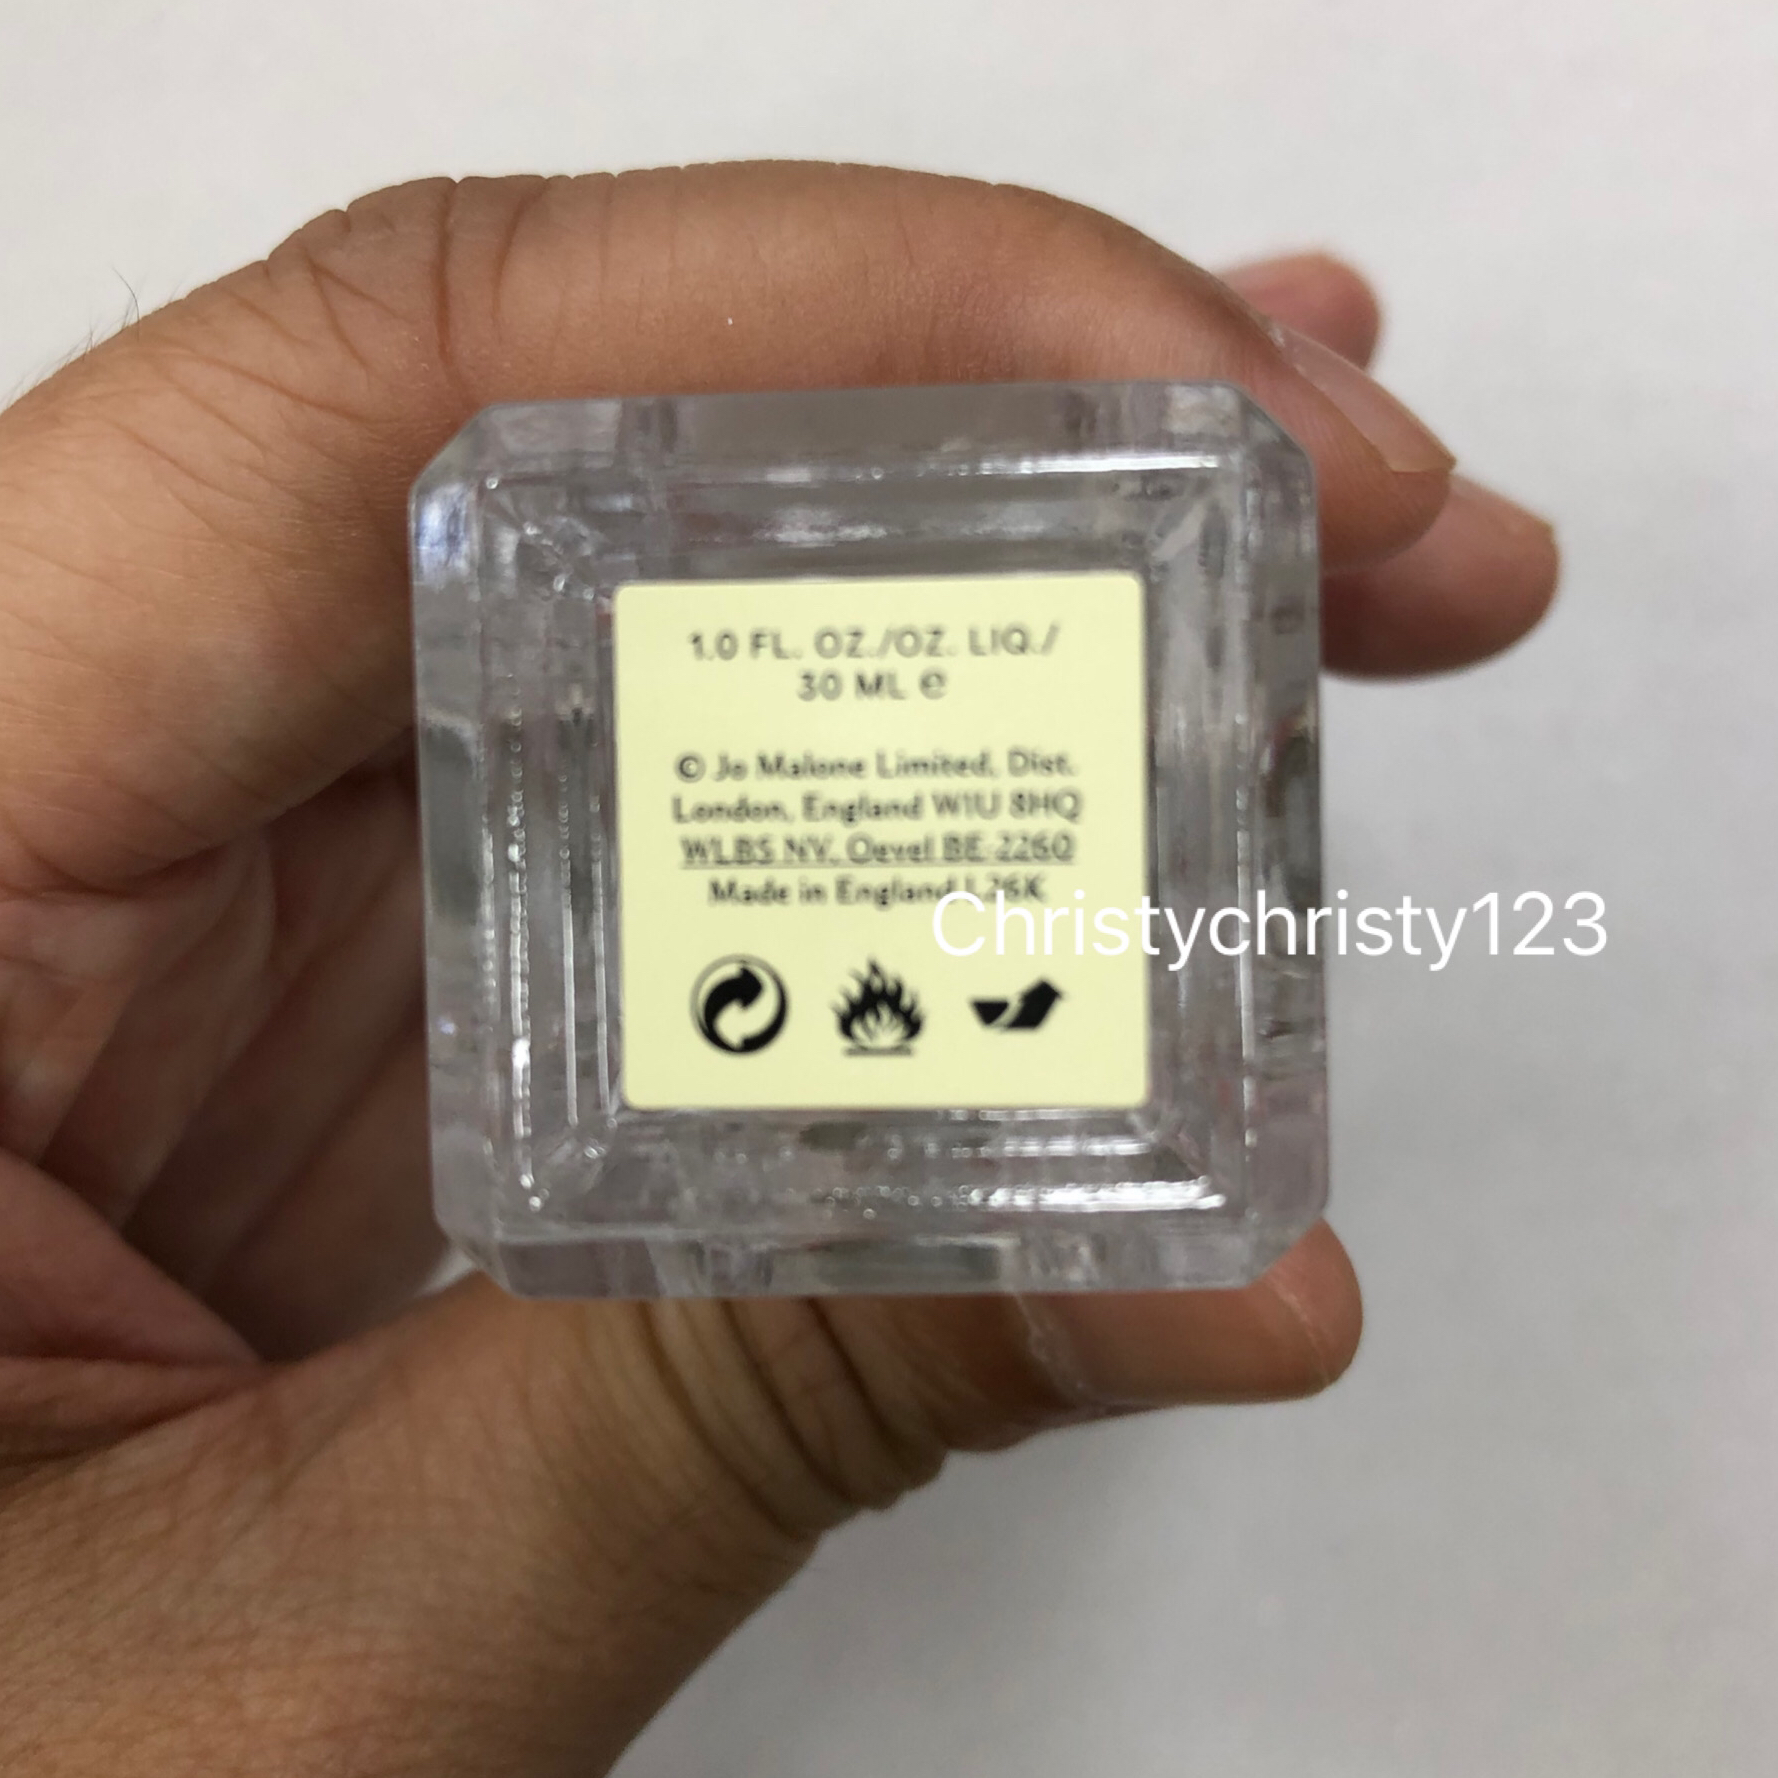 1.0 FL. OZ./OZ. LIQ./
30 ML ℮
© Jo Malone Limited, Dist.
London, England W1U 8HQ
WLBS NV, Oevel BE-2260
Made in England L26K
Christychristy123